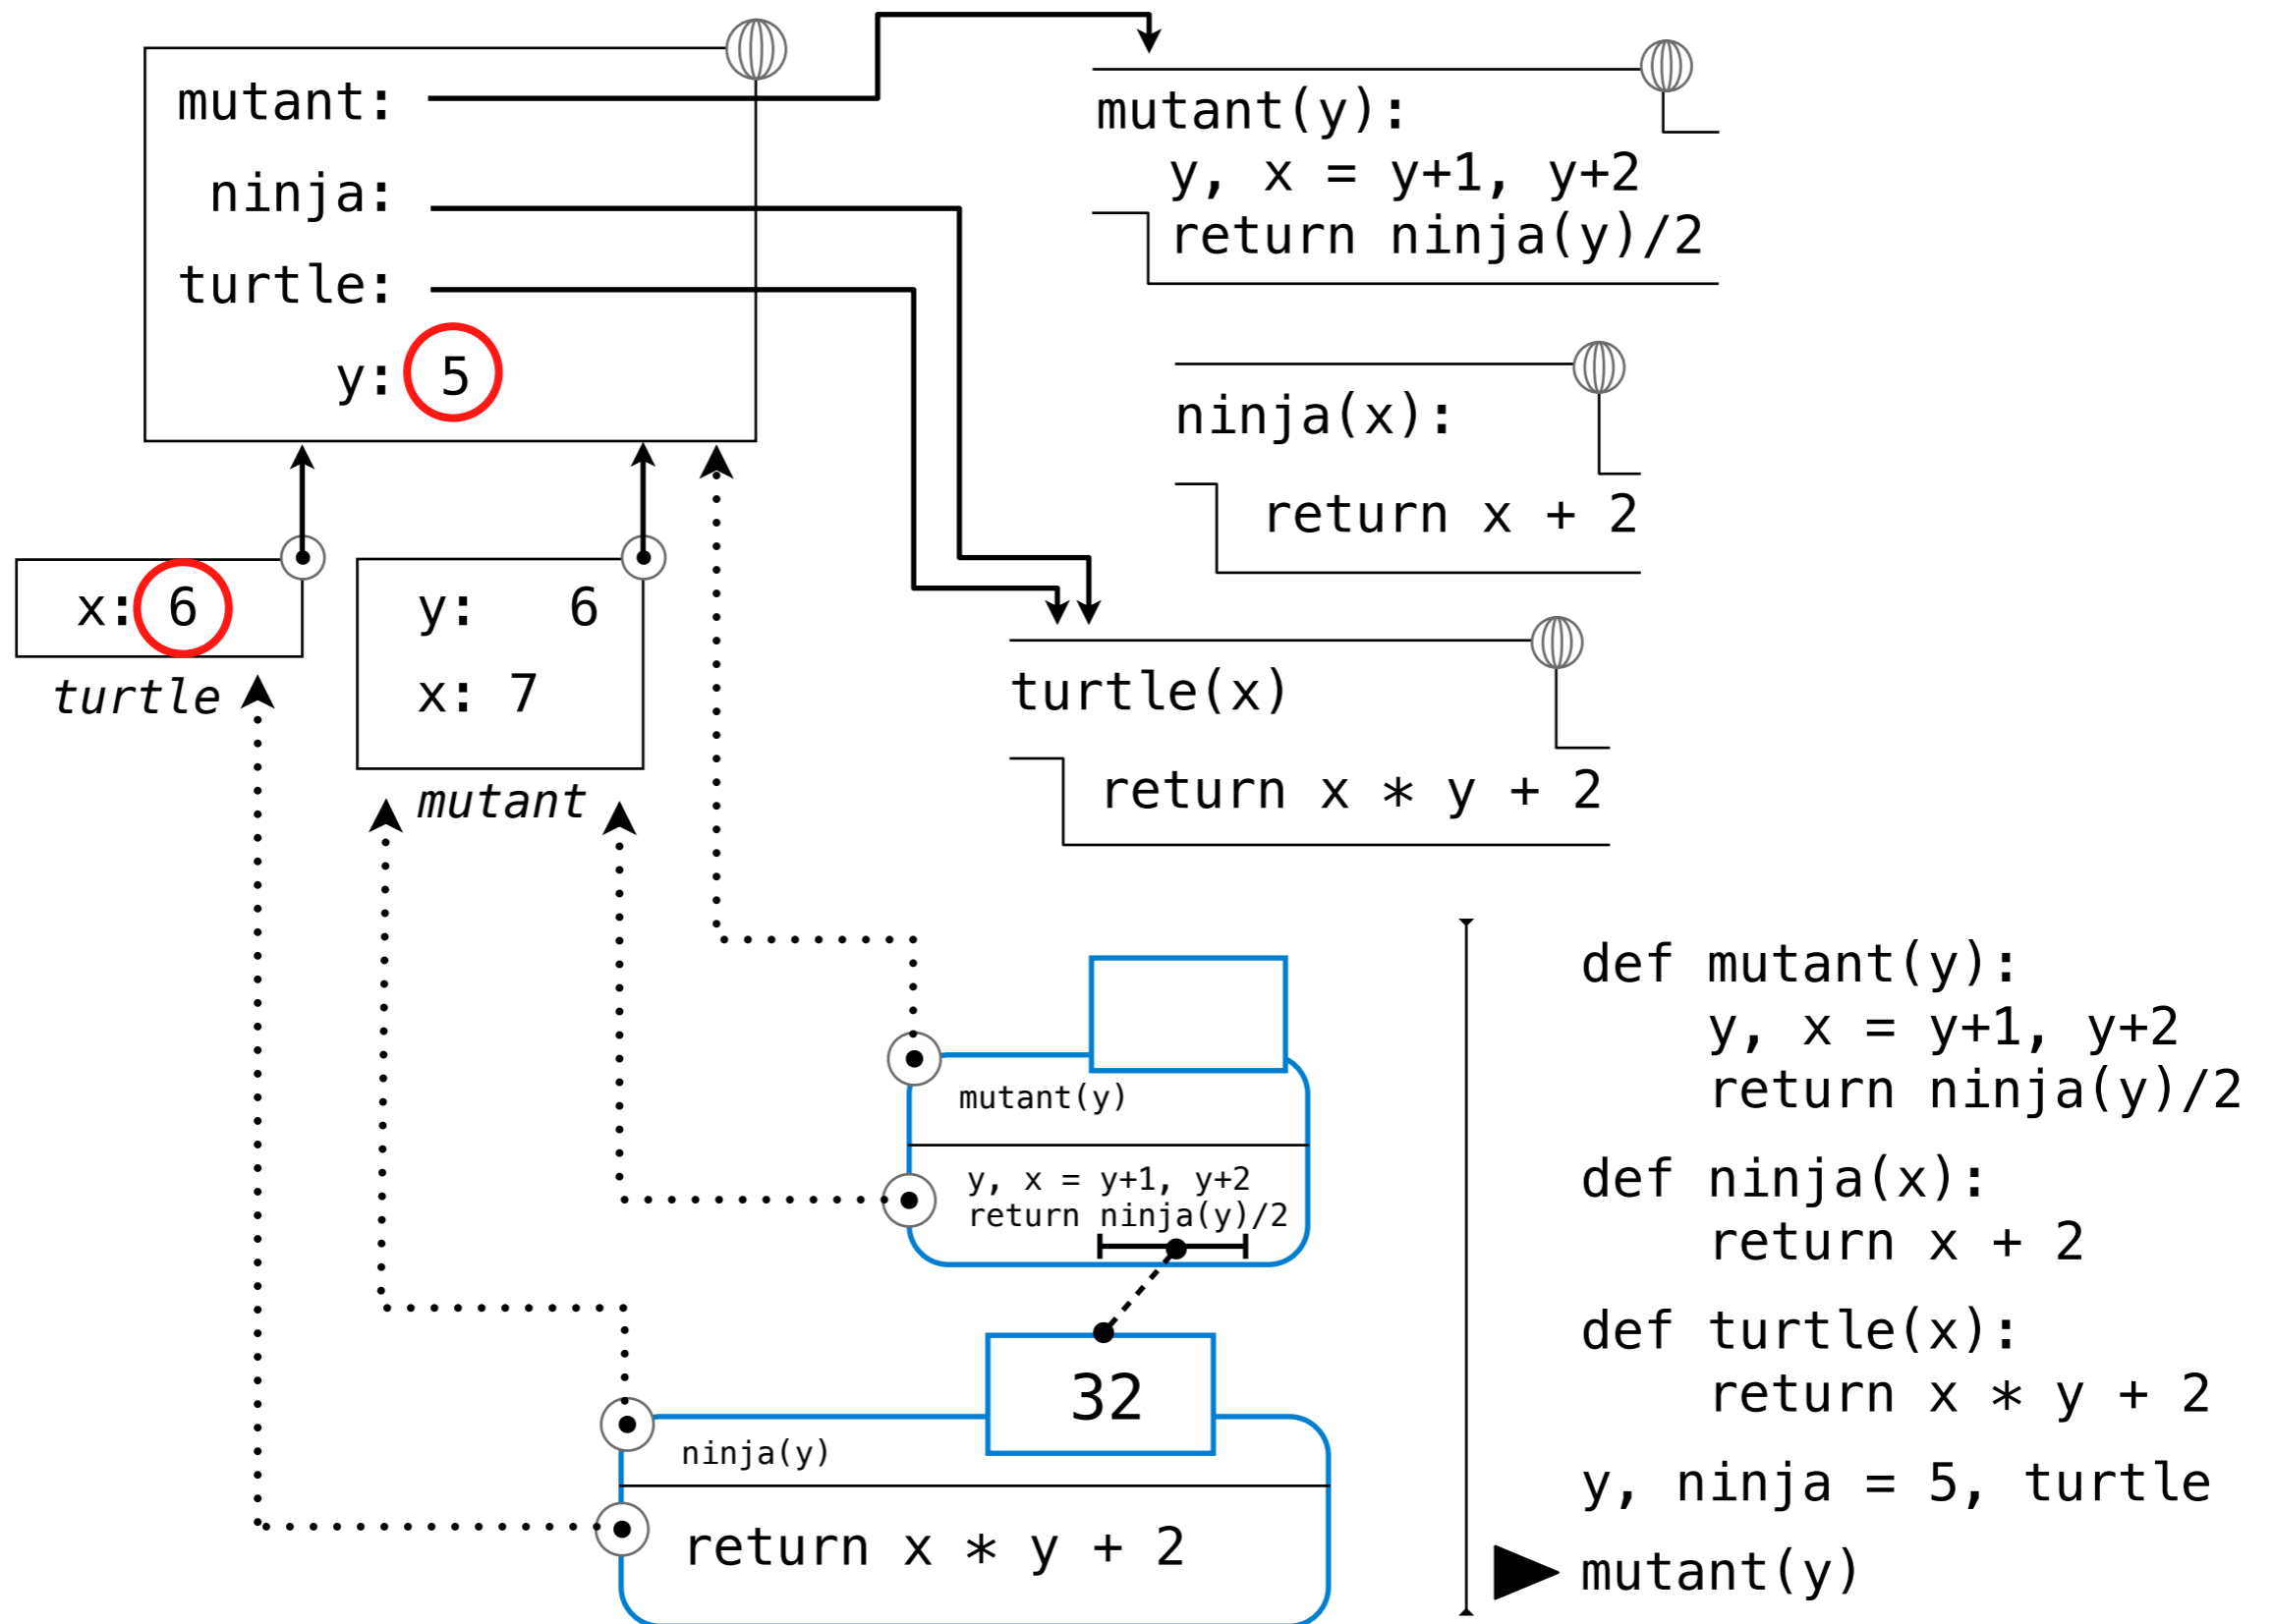 mutant:
ninja:
turtle:
y: 5
mutant(y):
y, x = y+1, y+2
return ninja(y)/2
ninja(x):
return x + 2
x: 6
turtle
y: 6
x: 7
mutant
turtle(x)
return x * y + 2
mutant(y)
y, x = y+1, y+2
return ninja(y)/2
32
ninja(y)
return x * y + 2
def mutant(y):
y, x = y+1, y+2
return ninja(y)/2
def ninja(x):
return x + 2
def turtle(x):
return x * y + 2
y, ninja = 5, turtle
mutant(y)